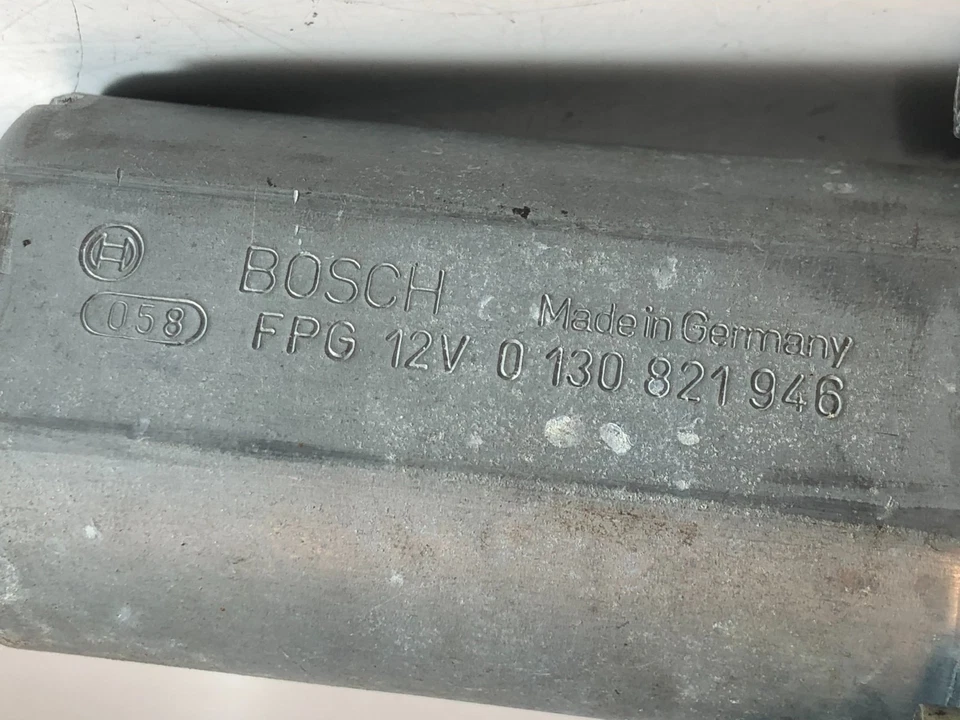 BOSCH
Made in Germany
058
FPG 12V 0 130 821 946